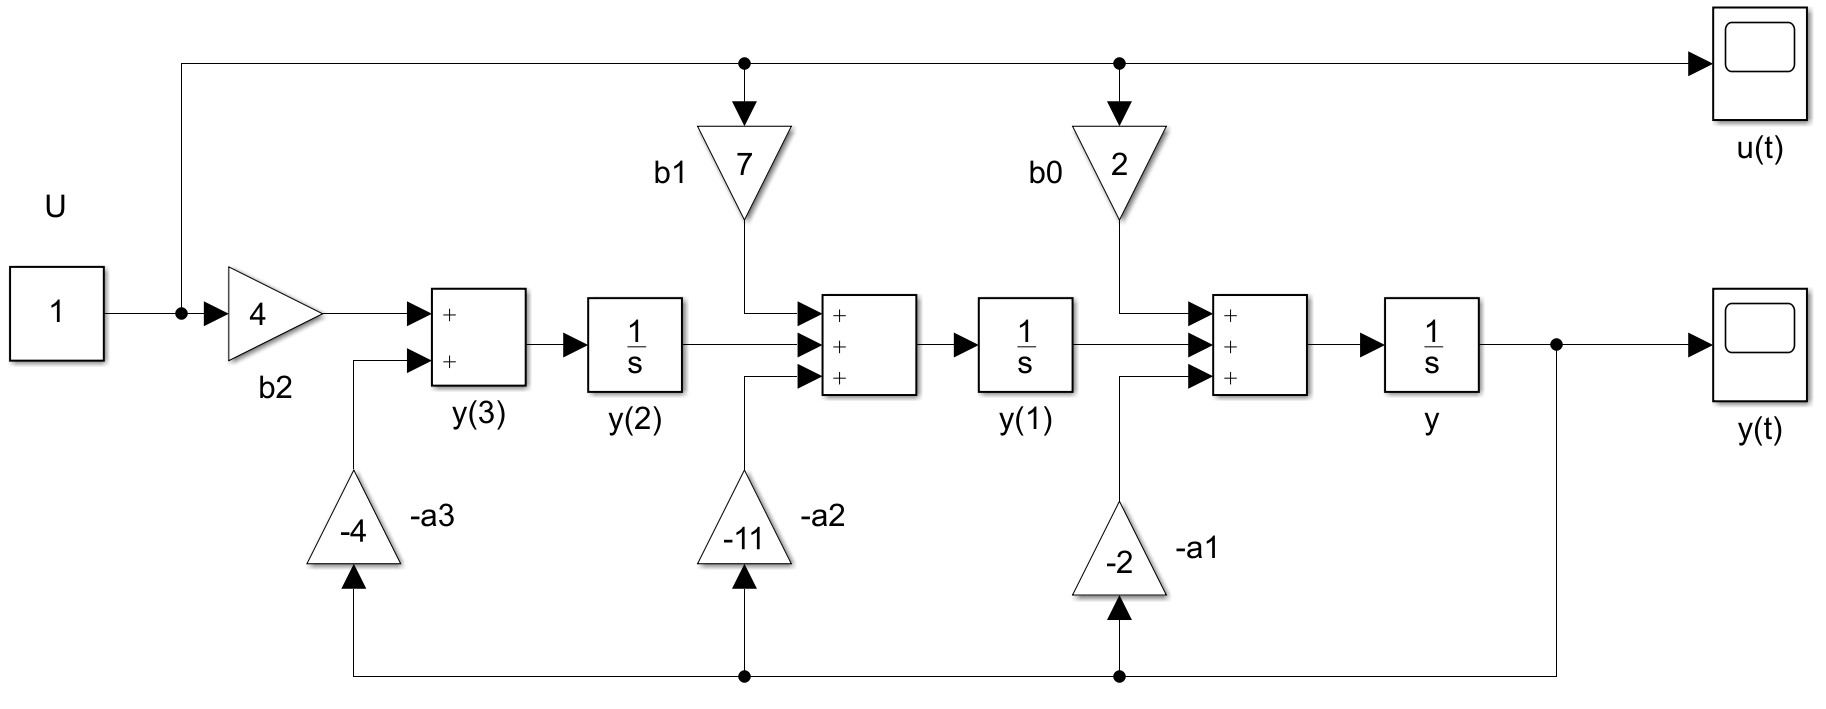 u(t)
7
b1
2
b0
U
1
4
b2
+
+
y(3)
1
s
y(2)
+
+
+
1
s
y(1)
+
+
+
1
s
y
y(t)
-4
-a3
-11
-a2
-2
-a1